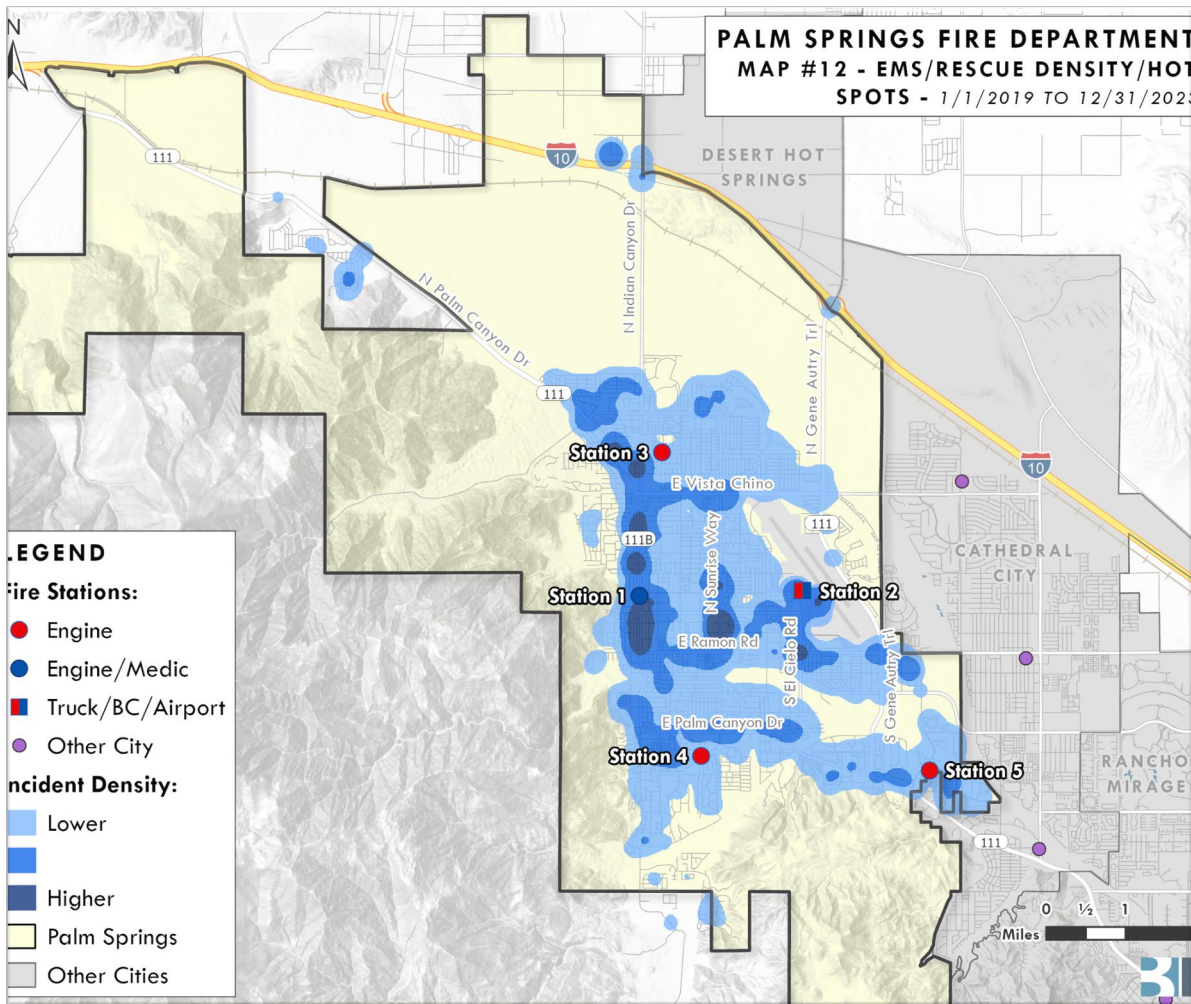 N
PALM SPRINGS FIRE DEPARTMENT
MAP #12 - EMS/RESCUE DENSITY/HOT
SPOTS - 1/1/2019 TO 12/31/2023
111
10
DESERT HOT
SPRINGS
N Indian Canyon Dr
N Palm Canyon Dr
N Gene Autry Trl
111
Station 3
10
E Vista Chino
111
111B
N Sunrise Way
CATHEDRAL
CITY
Station 1
Station 2
E Ramon Rd
S El Cielo Rd
S Gene Autry Trl
E Palm Canyon Dr
Station 4
Station 5
RANCHO
MIRAGE
111
LEGEND
Fire Stations:
Engine
Engine/Medic
Truck/BC/Airport
Other City
Incident Density:
Lower
Higher
Palm Springs
Other Cities
0 ½ 1
Miles